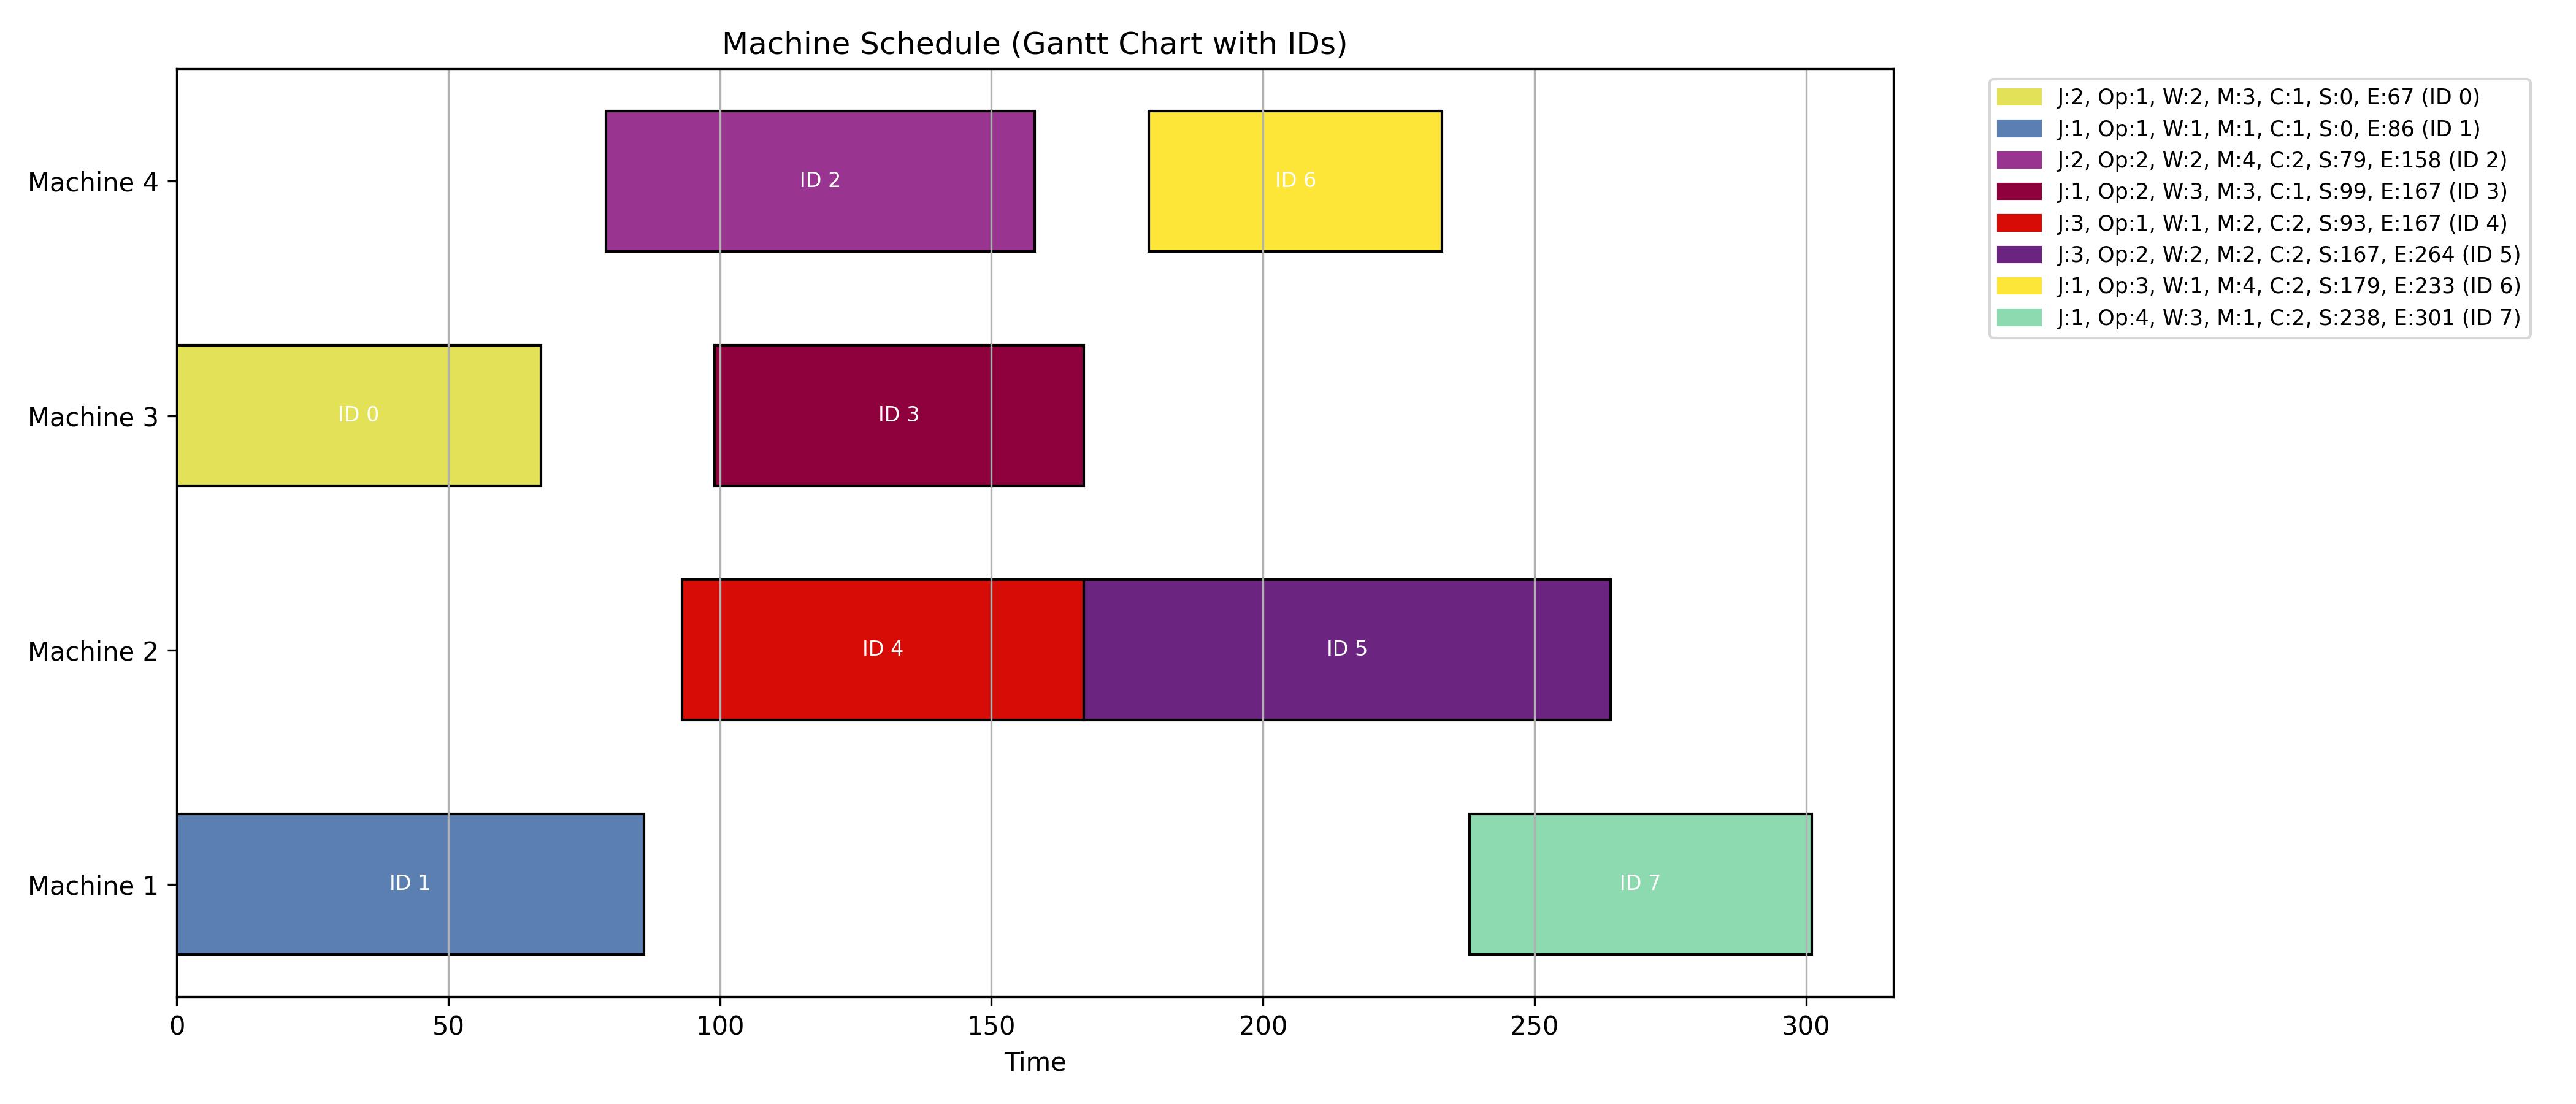 Machine Schedule (Gantt Chart with IDs)
J:2, Op:1, W:2, M:3, C:1, S:0, E:67 (ID 0)
J:1, Op:1, W:1, M:1, C:1, S:0, E:86 (ID 1)
J:2, Op:2, W:2, M:4, C:2, S:79, E:158 (ID 2)
J:1, Op:2, W:3, M:3, C:1, S:99, E:167 (ID 3)
J:3, Op:1, W:1, M:2, C:2, S:93, E:167 (ID 4)
J:3, Op:2, W:2, M:2, C:2, S:167, E:264 (ID 5)
J:1, Op:3, W:1, M:4, C:2, S:179, E:233 (ID 6)
J:1, Op:4, W:3, M:1, C:2, S:238, E:301 (ID 7)
Machine 4 ID 2 ID 6
Machine 3 ID 0 ID 3
Machine 2 ID 4 ID 5
Machine 1 ID 1 ID 7
0 50 100 150 200 250 300
Time